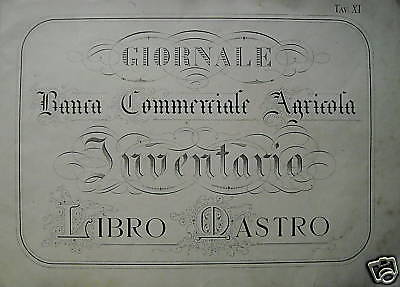 Tav XI
GIORNALE
Banca Commerciale Agricola
Inventario
LIBRO MASTRO